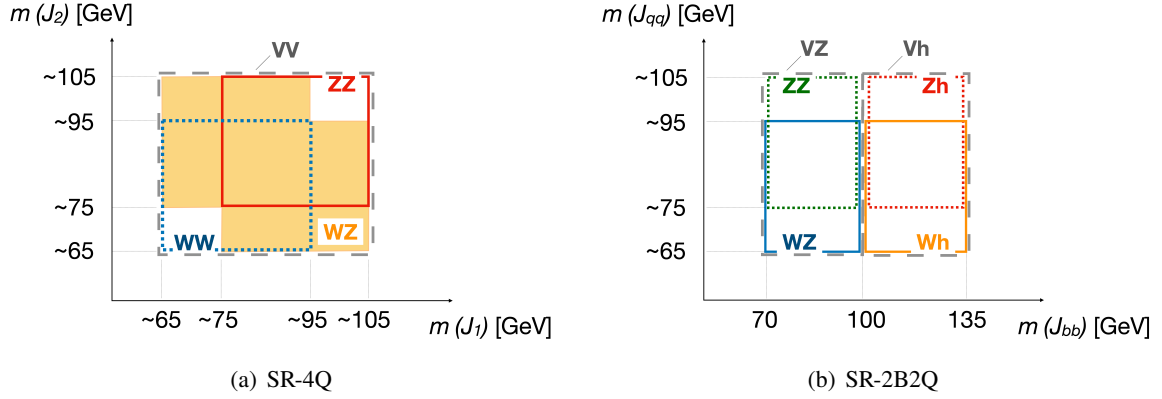 m (J2) [GeV]
VV
~105
ZZ
~95
~75
WW
WZ
~65
~65 ~75 ~95 ~105
m (J1) [GeV]
(a) SR-4Q
m (Jqq) [GeV]
VZ Vh
~105
ZZ Zh
~95
~75
WZ Wh
~65
70 100 135
m (Jbb) [GeV]
(b) SR-2B2Q